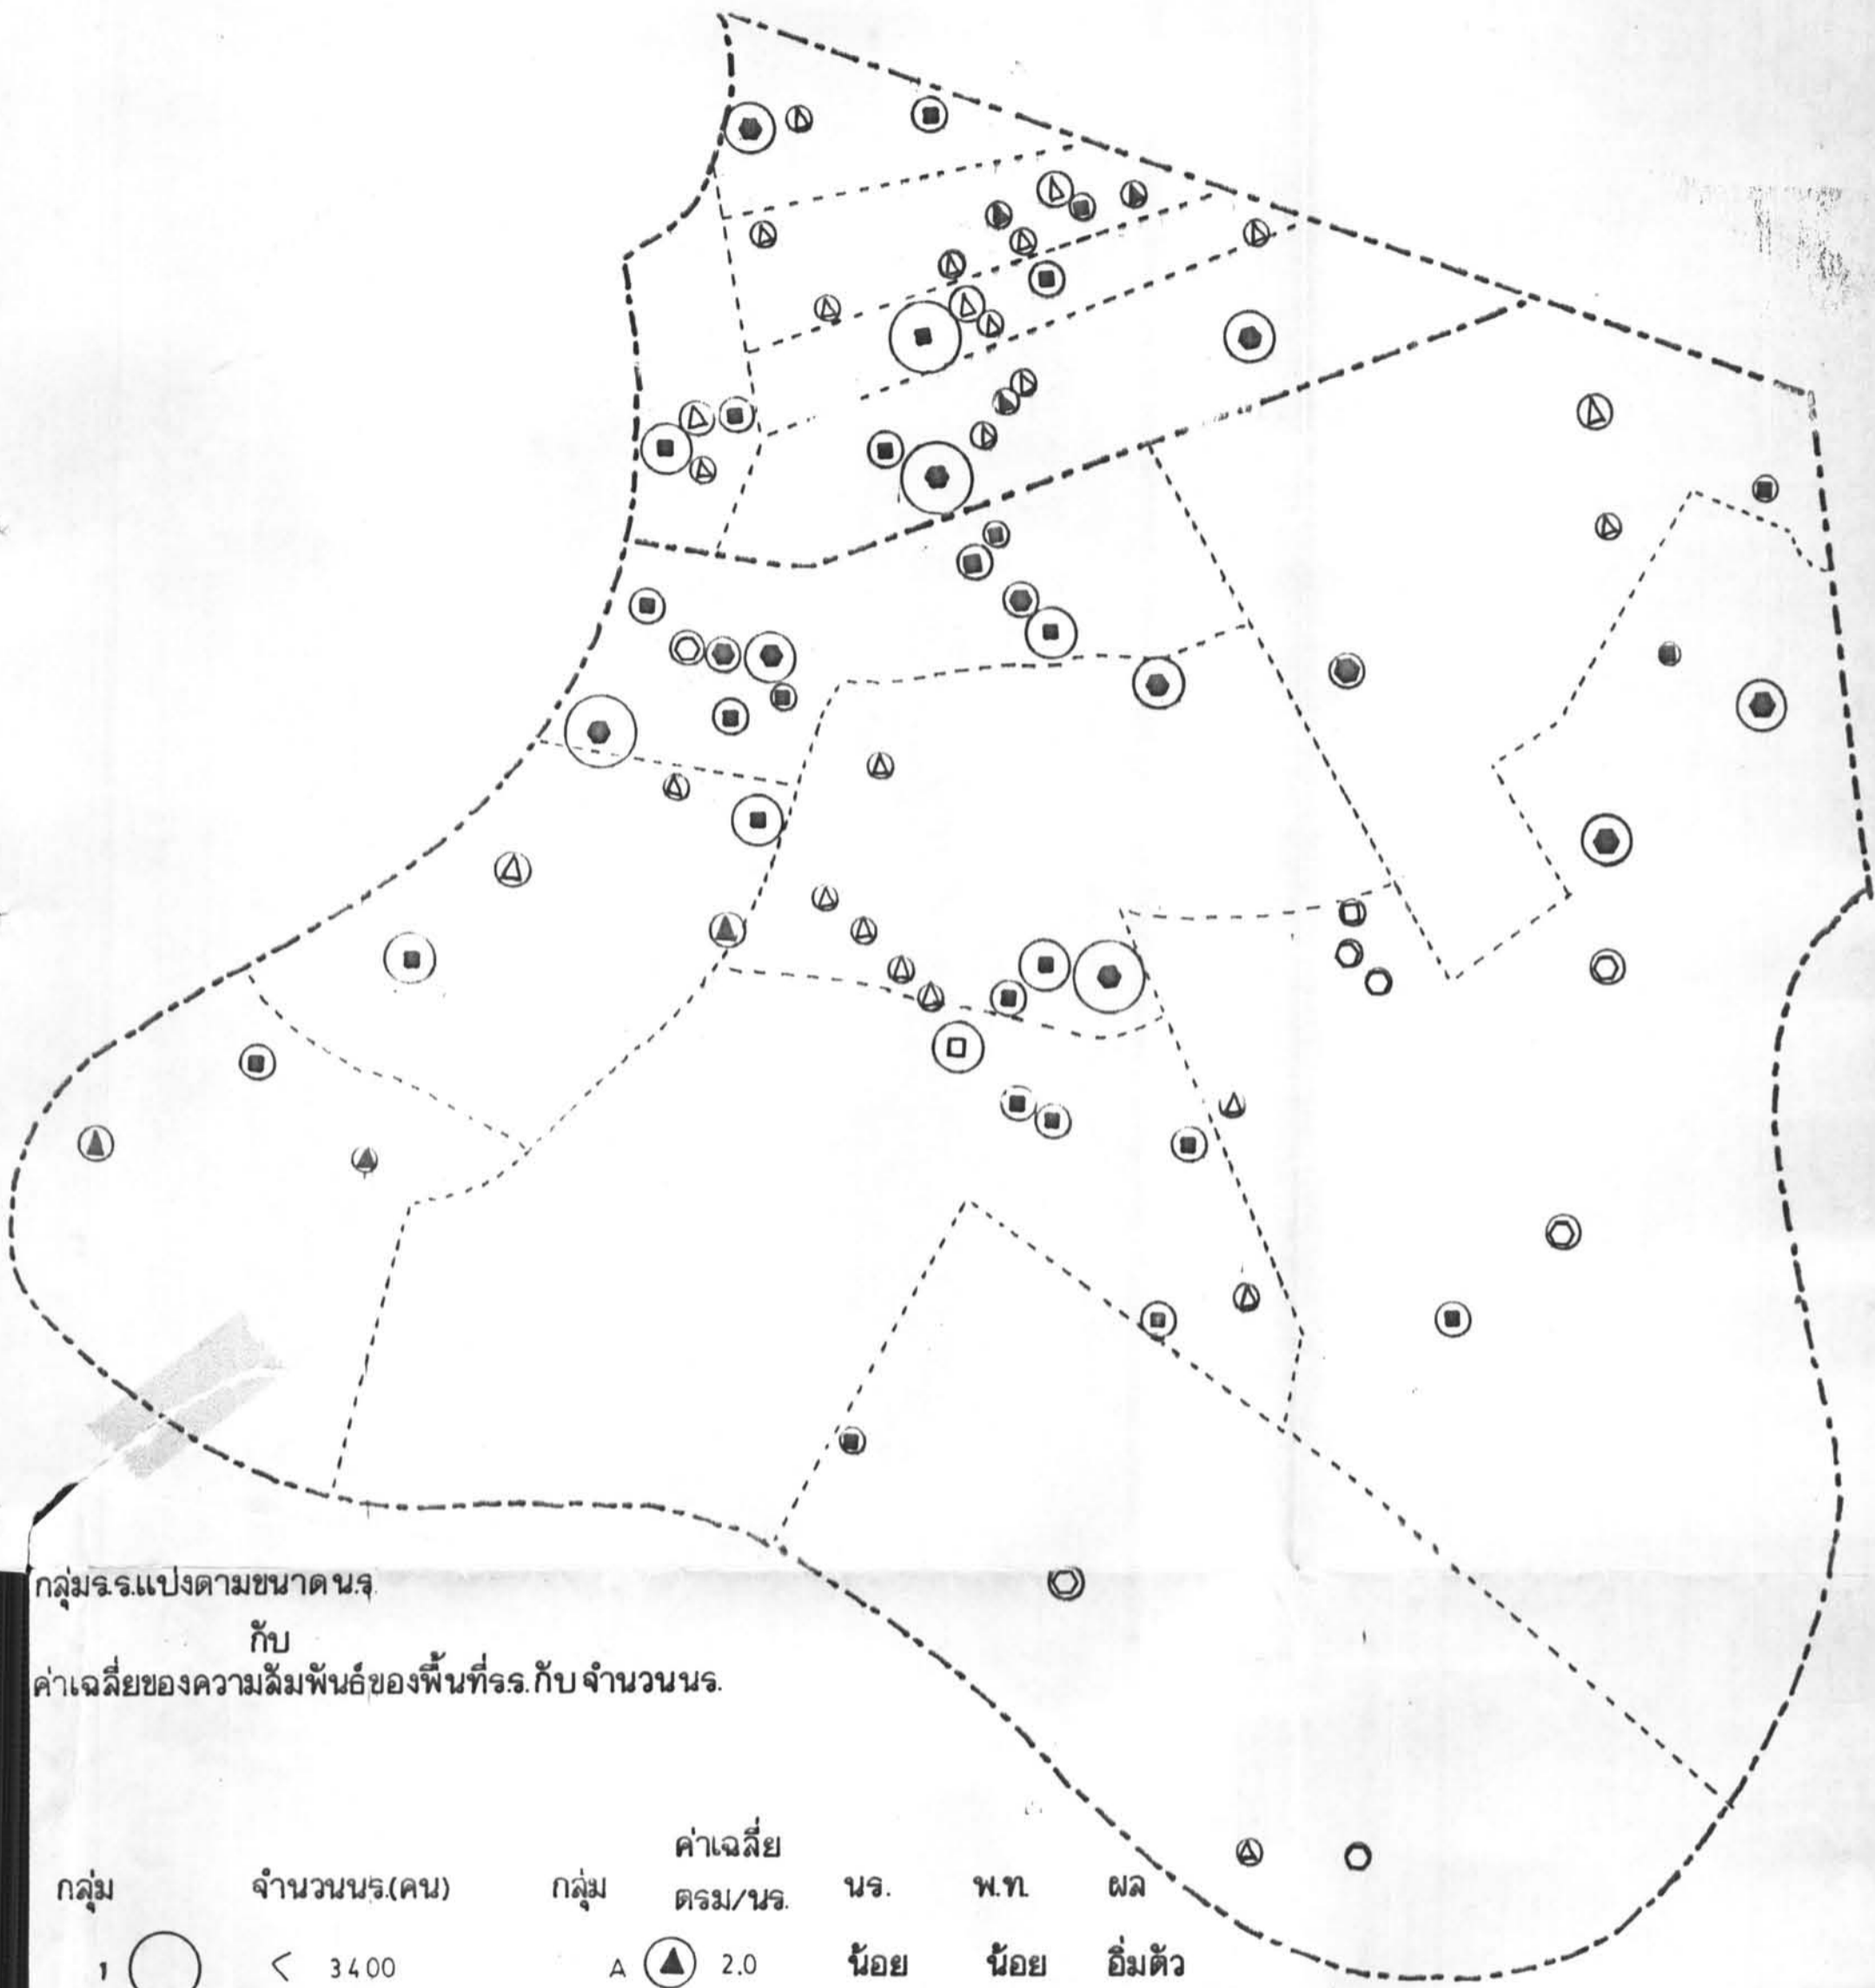 กลุ่มร.ร.แบ่งตามขนาดน.ร.
กับ
ค่าเฉลี่ยของความสัมพันธ์ของพื้นที่รร.กับจำนวนนร.
ค่าเฉลี่ย
กลุ่ม จำนวนนร.(คน) กลุ่ม ตรม/นร. นร. พ.ท. ผล
1 < 3400 A 2.0 น้อย น้อย อิ่มตัว